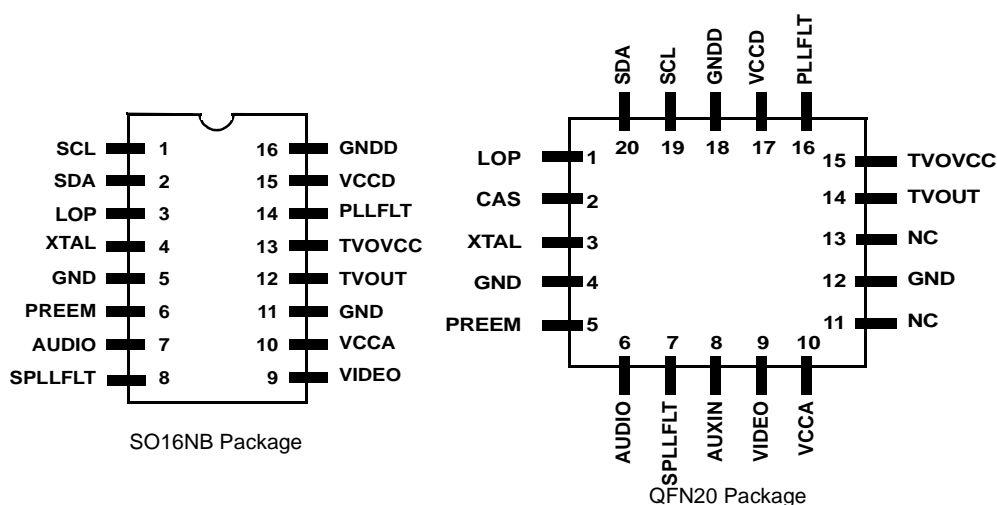 SCL 1 16 GNDD
SDA 2 15 VCCD
LOP 3 14 PLLFLT
XTAL 4 13 TVOVCC
GND 5 12 TVOUT
PREEM 6 11 GND
AUDIO 7 10 VCCA
SPLLFLT 8 9 VIDEO
SO16NB Package
SDA SCL GNDD VCCD PLLFLT
20 19 18 17 16
LOP 1 15 TVOVCC
CAS 2 14 TVOUT
XTAL 3 13 NC
GND 4 12 GND
PREEM 5 11 NC
6 7 8 9 10
AUDIO SPLLFLT AUXIN VIDEO VCCA
QFN20 Package